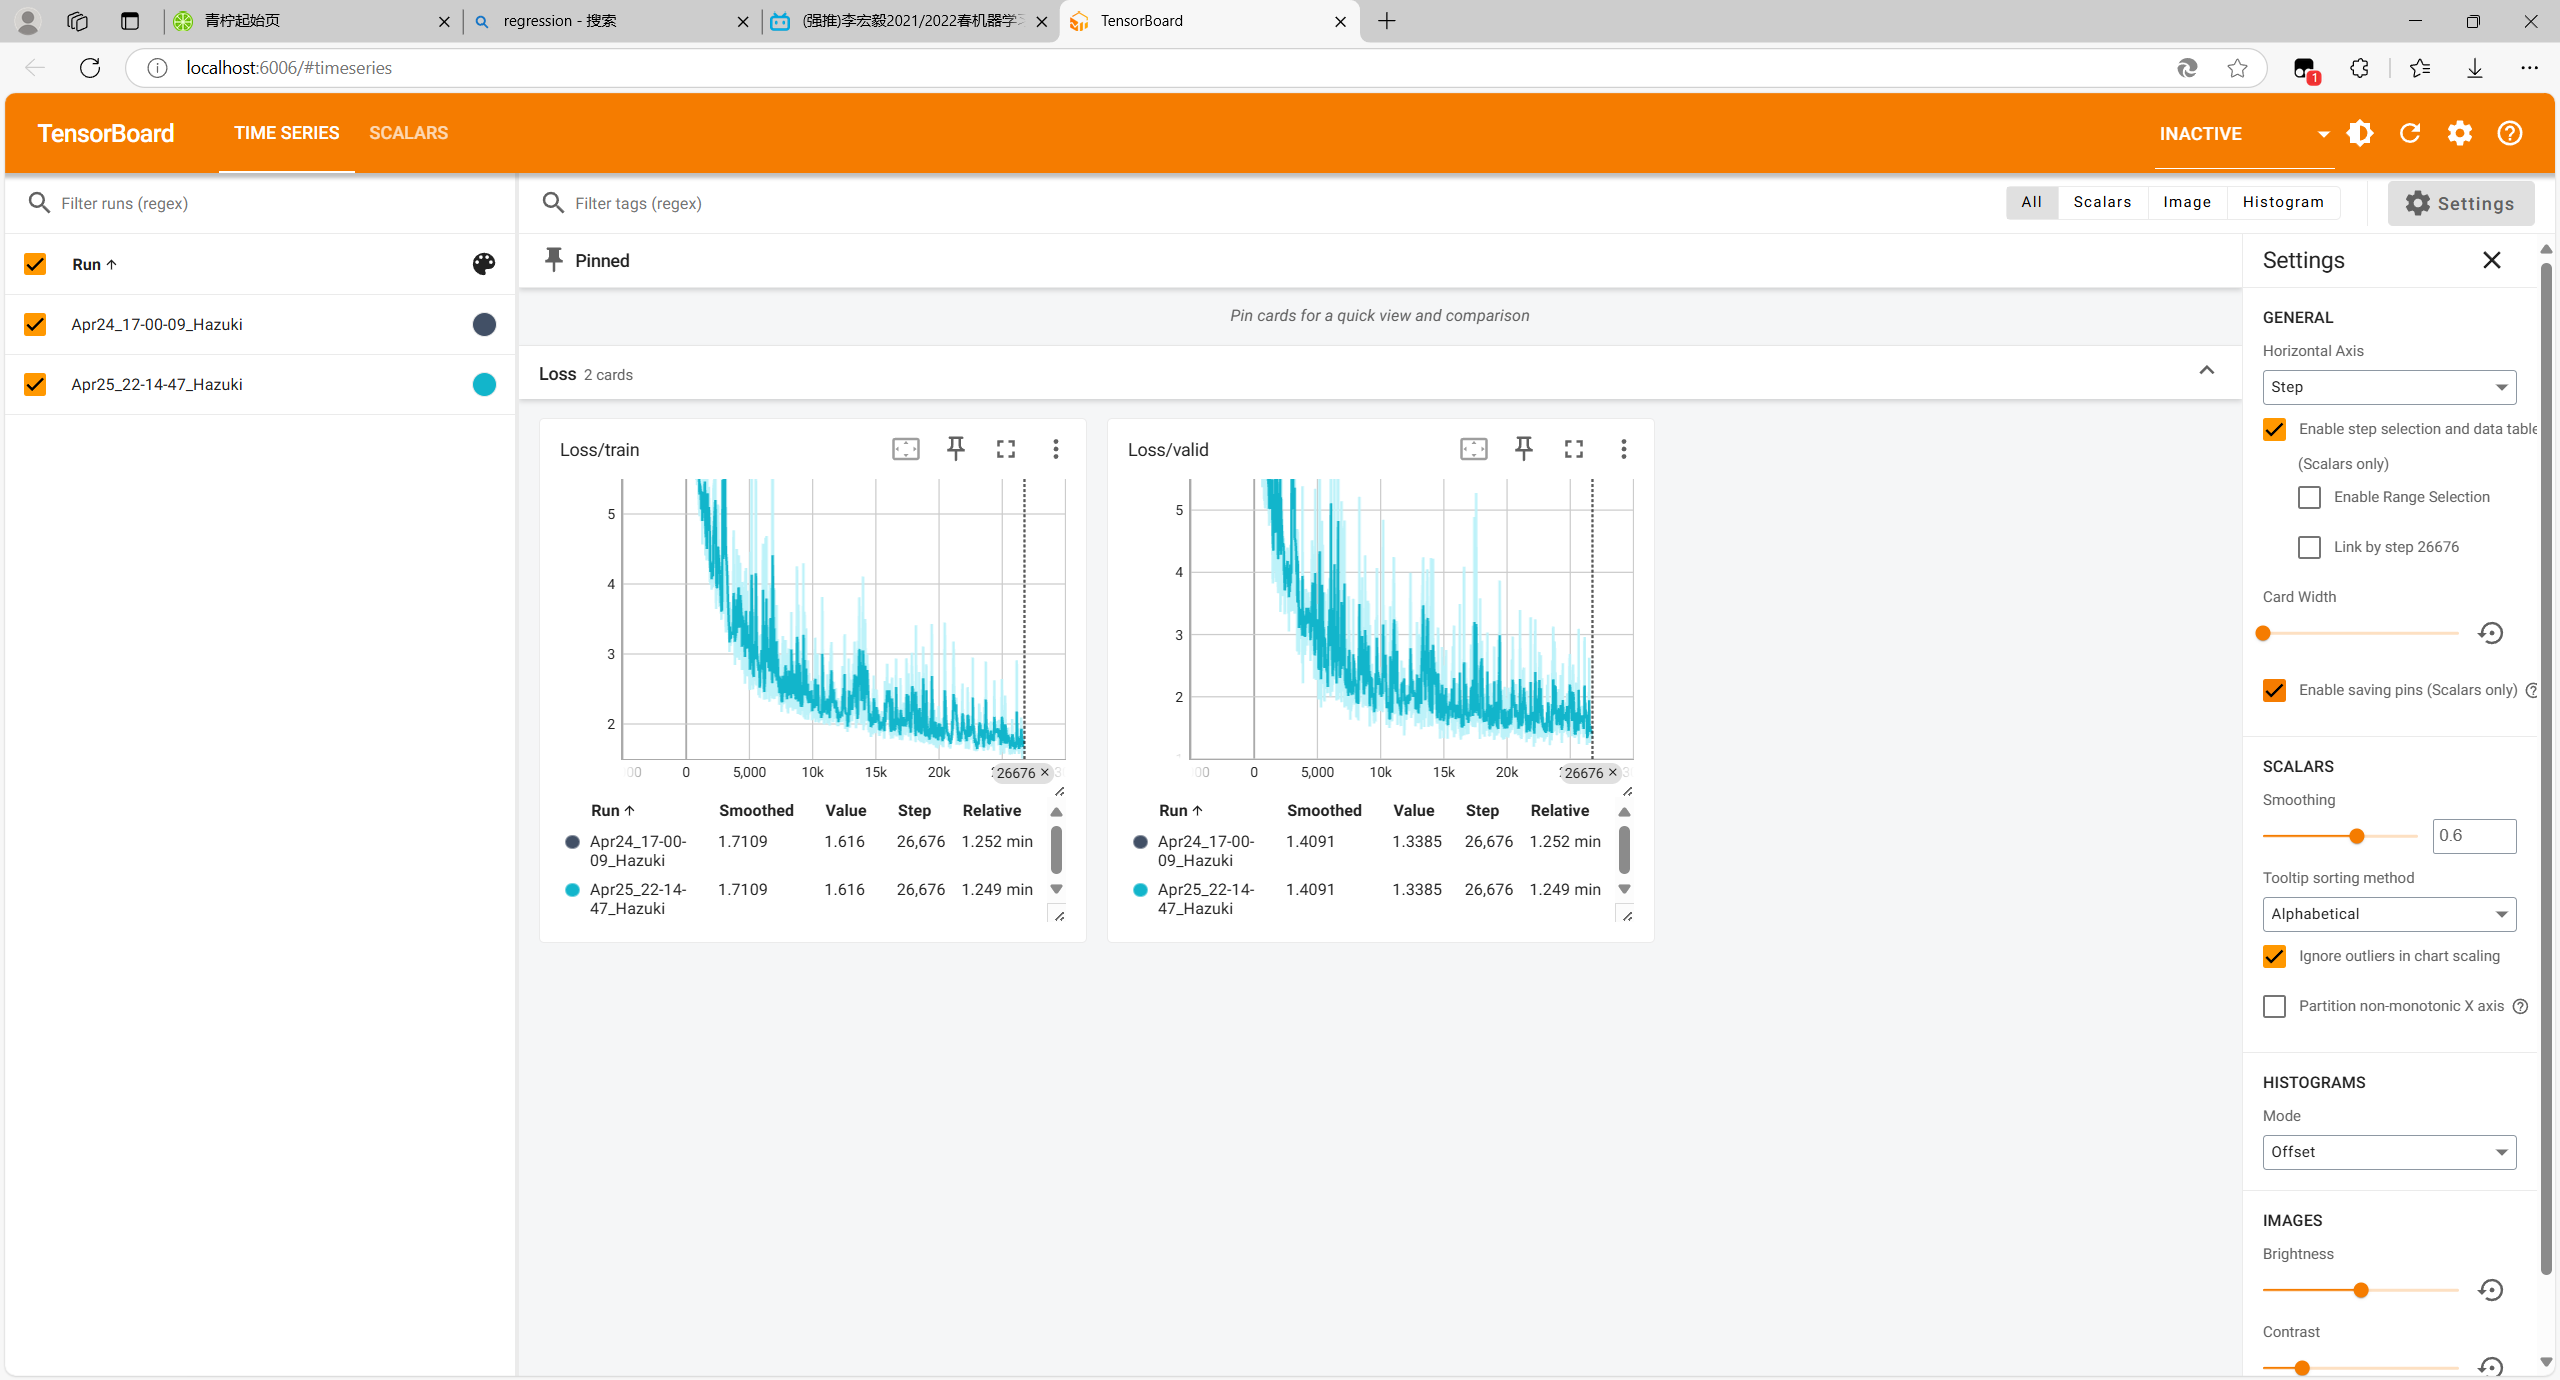 青柠起始页
regression - 搜索
(强推)李宏毅2021/2022春机器学习
TensorBoard
localhost:6006/#timeseries
1
TensorBoard
TIME SERIES
SCALARS
INACTIVE
Filter runs (regex)
Filter tags (regex)
All
Scalars
Image
Histogram
Settings
Run
Apr24_17-00-09_Hazuki
Apr25_22-14-47_Hazuki
Pinned
Pin cards for a quick view and comparison
Loss 2 cards
Loss/train
5
4
3
2
0 5,000 10k 15k 20k 26676
Run Smoothed Value Step Relative
Apr24_17-00-09_Hazuki 1.7109 1.616 26,676 1.252 min
Apr25_22-14-47_Hazuki 1.7109 1.616 26,676 1.249 min
Loss/valid
5
4
3
2
0 5,000 10k 15k 20k 26676
Run Smoothed Value Step Relative
Apr24_17-00-09_Hazuki 1.4091 1.3385 26,676 1.252 min
Apr25_22-14-47_Hazuki 1.4091 1.3385 26,676 1.249 min
Settings
GENERAL
Horizontal Axis
Step
Enable step selection and data table
(Scalars only)
Enable Range Selection
Link by step 26676
Card Width
Enable saving pins (Scalars only)
SCALARS
Smoothing
0.6
Tooltip sorting method
Alphabetical
Ignore outliers in chart scaling
Partition non-monotonic X axis
HISTOGRAMS
Mode
Offset
IMAGES
Brightness
Contrast